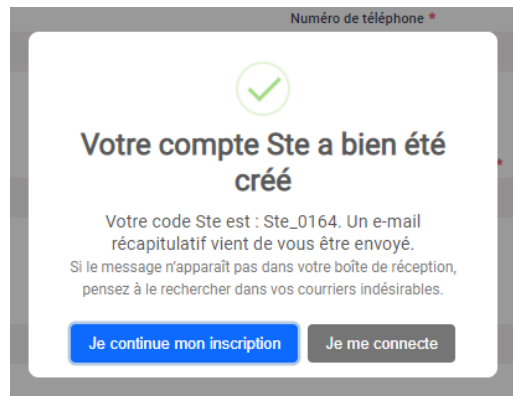 Numéro de téléphone *
Votre compte Ste a bien été
créé
*
Votre code Ste est : Ste_0164. Un e-mail
récapitulatif vient de vous être envoyé.
Si le message n'apparaît pas dans votre boîte de réception,
pensez à le rechercher dans vos courriers indésirables.
Je continue mon inscription
Je me connecte